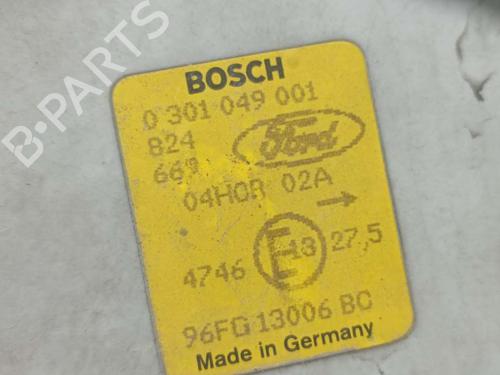 B-PARTS
BOSCH
0 301 049 001
824
Ford
669
04HCR 02A
4746 E 13 27,5
96FG 13006 BC
Made in Germany